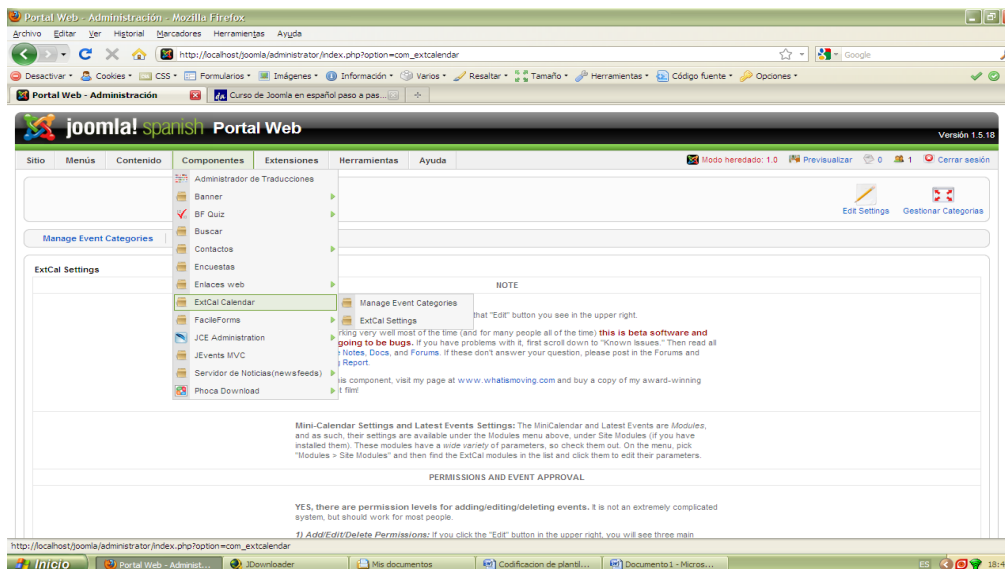 Portal Web - Administración - Mozilla Firefox
Archivo Editar Ver Historial Marcadores Herramientas Ayuda
http://localhost/joomla/administrator/index.php?option=com_extcalendar
Google
Desactivar Cookies CSS Formularios Imágenes Información Varios Resaltar Tamaño Herramientas Código fuente Opciones
Portal Web - Administración
Curso de Joomla en español paso a pas...
joomla! spanish Portal Web
Versión 1.5.18
Sitio Menús Contenido Componentes Extensiones Herramientas Ayuda
Modo heredado: 1.0 Previsualizar 0 1 Cerrar sesión
Administrador de Traducciones
Banner
BF Quiz
Buscar
Contactos
Encuestas
Enlaces web
ExtCal Calendar
FacileForms
JCE Administration
JEvents MVC
Servidor de Noticias(newsfeeds)
Phoca Download
Manage Event Categories
ExtCal Settings
Edit Settings Gestionar Categorias
Manage Event Categories
ExtCal Settings
NOTE
that "Edit" button you see in the upper right.
rking very well most of the time (and for many people all of the time) this is beta software and
going to be bugs. If you have problems with it, first scroll down to "Known Issues." Then read all
Notes, Docs, and Forums. If these don't answer your question, please post in the Forums and
Report.
is component, visit my page at www.whatismoving.com and buy a copy of my award-winning
t film!
Mini-Calendar Settings and Latest Events Settings: The MiniCalendar and Latest Events are Modules,
and as such, their settings are available under the Modules menu above, under Site Modules (if you have
installed them). These modules have a wide variety of parameters, so check them out. On the menu, pick
"Modules > Site Modules" and then find the ExtCal modules in the list and click them to edit their parameters.
PERMISSIONS AND EVENT APPROVAL
YES, there are permission levels for adding/editing/deleting events. It is not an extremely complicated
system, but should work for most people.
1) Add/Edit/Delete Permissions: If you click the "Edit" button in the upper right, you will see three main
http://localhost/joomla/administrator/index.php?option=com_extcalendar
Inicio
Portal Web - Administ...
JDownloader
Mis documentos
Codificacion de plantil...
Documento1 - Micros...
ES